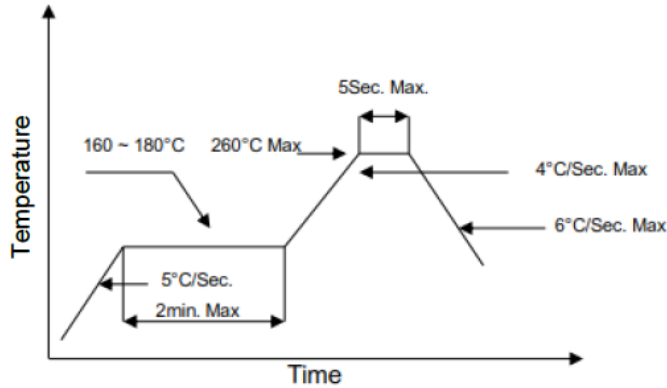 5Sec. Max.
160 ~ 180°C
260°C Max
4°C/Sec. Max
6°C/Sec. Max
5°C/Sec.
2min. Max
Temperature
Time